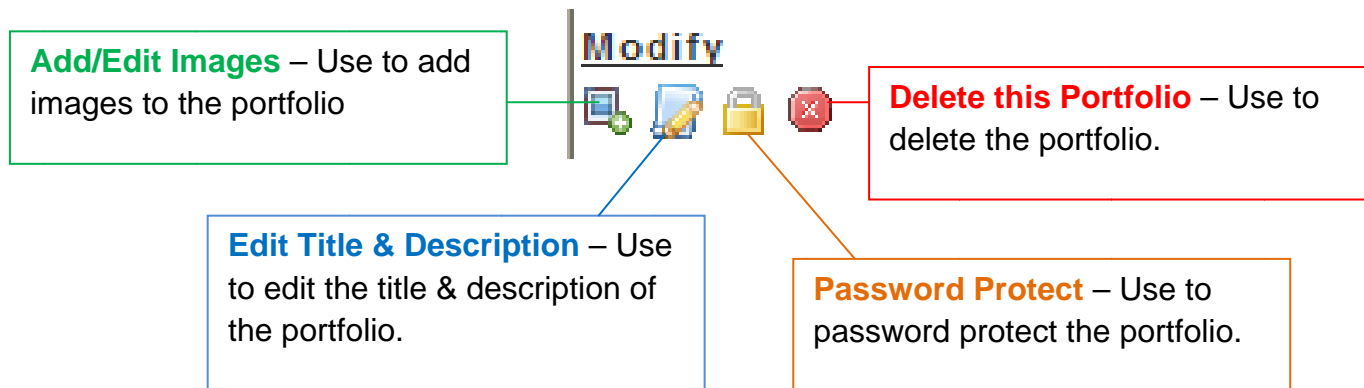 Modify
Add/Edit Images – Use to add
images to the portfolio
Delete this Portfolio – Use to
delete the portfolio.
Edit Title & Description – Use
to edit the title & description of
the portfolio.
Password Protect – Use to
password protect the portfolio.